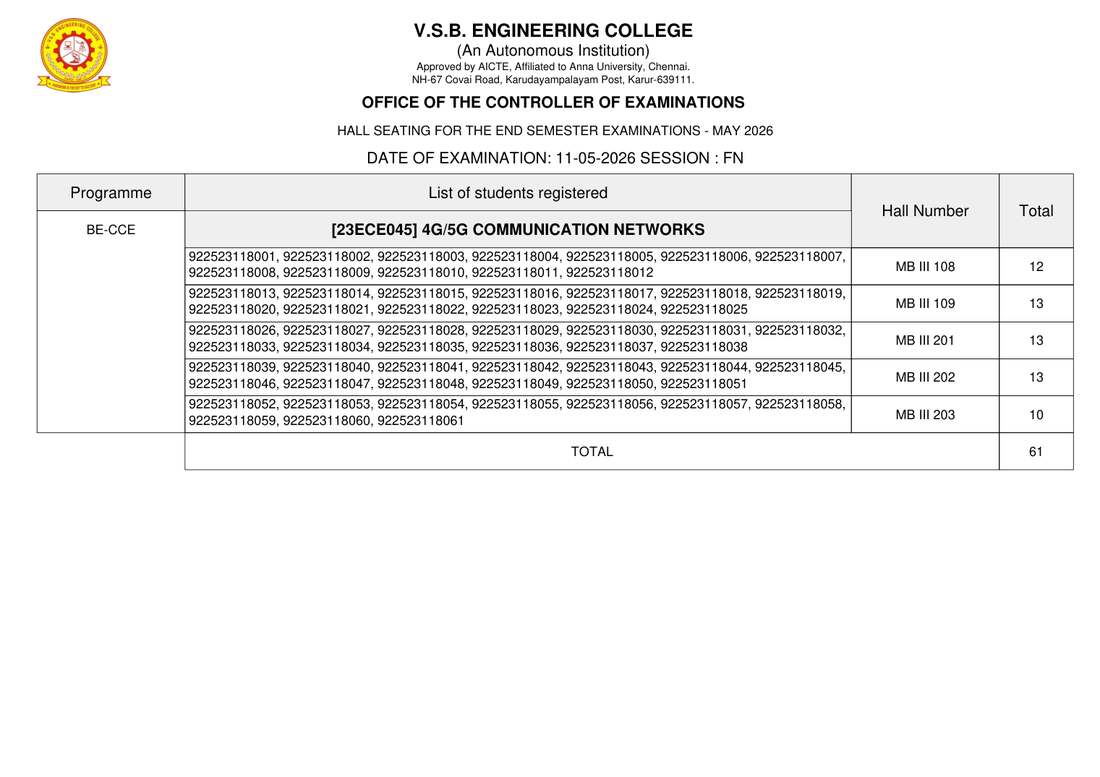 V.S.B. ENGINEERING COLLEGE
(An Autonomous Institution)
Approved by AICTE, Affiliated to Anna University, Chennai.
NH-67 Covai Road, Karudayampalayam Post, Karur-639111.
OFFICE OF THE CONTROLLER OF EXAMINATIONS
HALL SEATING FOR THE END SEMESTER EXAMINATIONS - MAY 2026
DATE OF EXAMINATION: 11-05-2026 SESSION : FN
Programme List of students registered Hall Number Total
BE-CCE [23ECE045] 4G/5G COMMUNICATION NETWORKS
922523118001, 922523118002, 922523118003, 922523118004, 922523118005, 922523118006, 922523118007,
922523118008, 922523118009, 922523118010, 922523118011, 922523118012
MB III 108 12
922523118013, 922523118014, 922523118015, 922523118016, 922523118017, 922523118018, 922523118019,
922523118020, 922523118021, 922523118022, 922523118023, 922523118024, 922523118025
MB III 109 13
922523118026, 922523118027, 922523118028, 922523118029, 922523118030, 922523118031, 922523118032,
922523118033, 922523118034, 922523118035, 922523118036, 922523118037, 922523118038
MB III 201 13
922523118039, 922523118040, 922523118041, 922523118042, 922523118043, 922523118044, 922523118045,
922523118046, 922523118047, 922523118048, 922523118049, 922523118050, 922523118051
MB III 202 13
922523118052, 922523118053, 922523118054, 922523118055, 922523118056, 922523118057, 922523118058,
922523118059, 922523118060, 922523118061
MB III 203 10
TOTAL 61